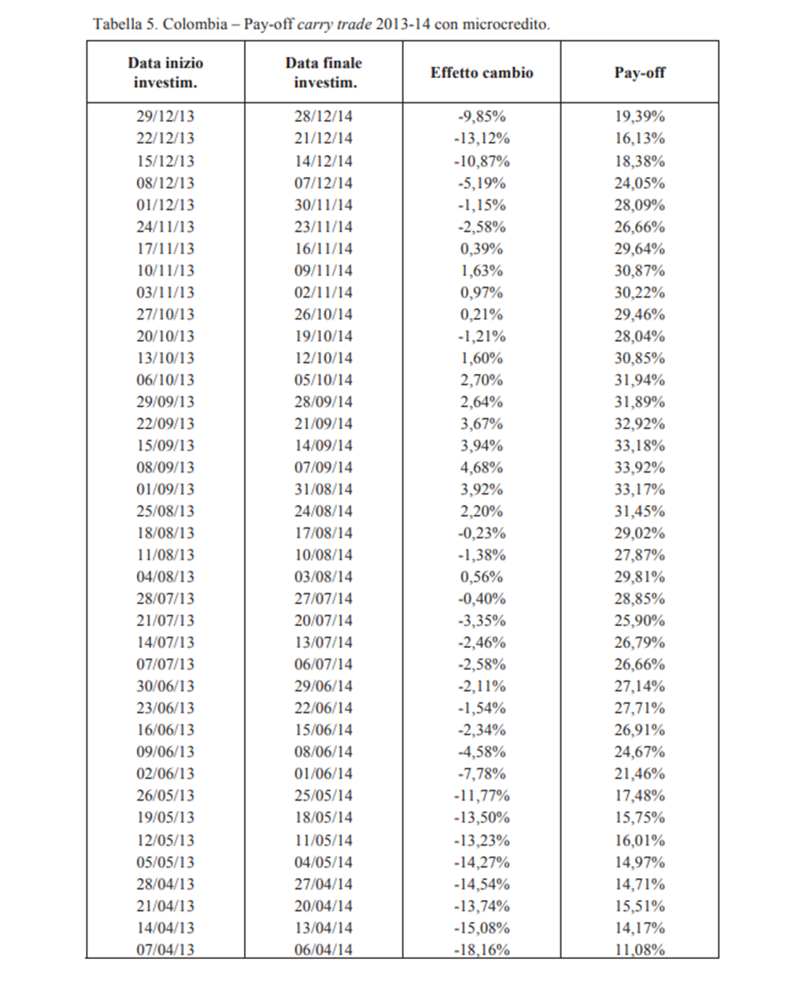 Tabella 5. Colombia – Pay-off carry trade 2013-14 con microcredito.
Data inizio investim. Data finale investim. Effetto cambio Pay-off
29/12/13 28/12/14 -9,85% 19,39%
22/12/13 21/12/14 -13,12% 16,13%
15/12/13 14/12/14 -10,87% 18,38%
08/12/13 07/12/14 -5,19% 24,05%
01/12/13 30/11/14 -1,15% 28,09%
24/11/13 23/11/14 -2,58% 26,66%
17/11/13 16/11/14 0,39% 29,64%
10/11/13 09/11/14 1,63% 30,87%
03/11/13 02/11/14 0,97% 30,22%
27/10/13 26/10/14 0,21% 29,46%
20/10/13 19/10/14 -1,21% 28,04%
13/10/13 12/10/14 1,60% 30,85%
06/10/13 05/10/14 2,70% 31,94%
29/09/13 28/09/14 2,64% 31,89%
22/09/13 21/09/14 3,67% 32,92%
15/09/13 14/09/14 3,94% 33,18%
08/09/13 07/09/14 4,68% 33,92%
01/09/13 31/08/14 3,92% 33,17%
25/08/13 24/08/14 2,20% 31,45%
18/08/13 17/08/14 -0,23% 29,02%
11/08/13 10/08/14 -1,38% 27,87%
04/08/13 03/08/14 0,56% 29,81%
28/07/13 27/07/14 -0,40% 28,85%
21/07/13 20/07/14 -3,35% 25,90%
14/07/13 13/07/14 -2,46% 26,79%
07/07/13 06/07/14 -2,58% 26,66%
30/06/13 29/06/14 -2,11% 27,14%
23/06/13 22/06/14 -1,54% 27,71%
16/06/13 15/06/14 -2,34% 26,91%
09/06/13 08/06/14 -4,58% 24,67%
02/06/13 01/06/14 -7,78% 21,46%
26/05/13 25/05/14 -11,77% 17,48%
19/05/13 18/05/14 -13,50% 15,75%
12/05/13 11/05/14 -13,23% 16,01%
05/05/13 04/05/14 -14,27% 14,97%
28/04/13 27/04/14 -14,54% 14,71%
21/04/13 20/04/14 -13,74% 15,51%
14/04/13 13/04/14 -15,08% 14,17%
07/04/13 06/04/14 -18,16% 11,08%